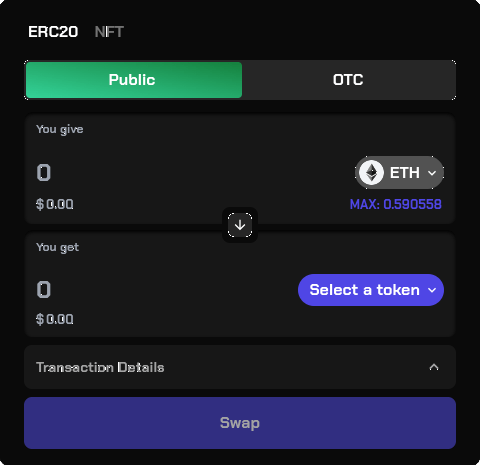 ERC20 NFT
Public OTC
You give
0 ETH
$0.00 MAX: 0.590558
You get
0 Select a token
$0.00
Transaction Details
Swap